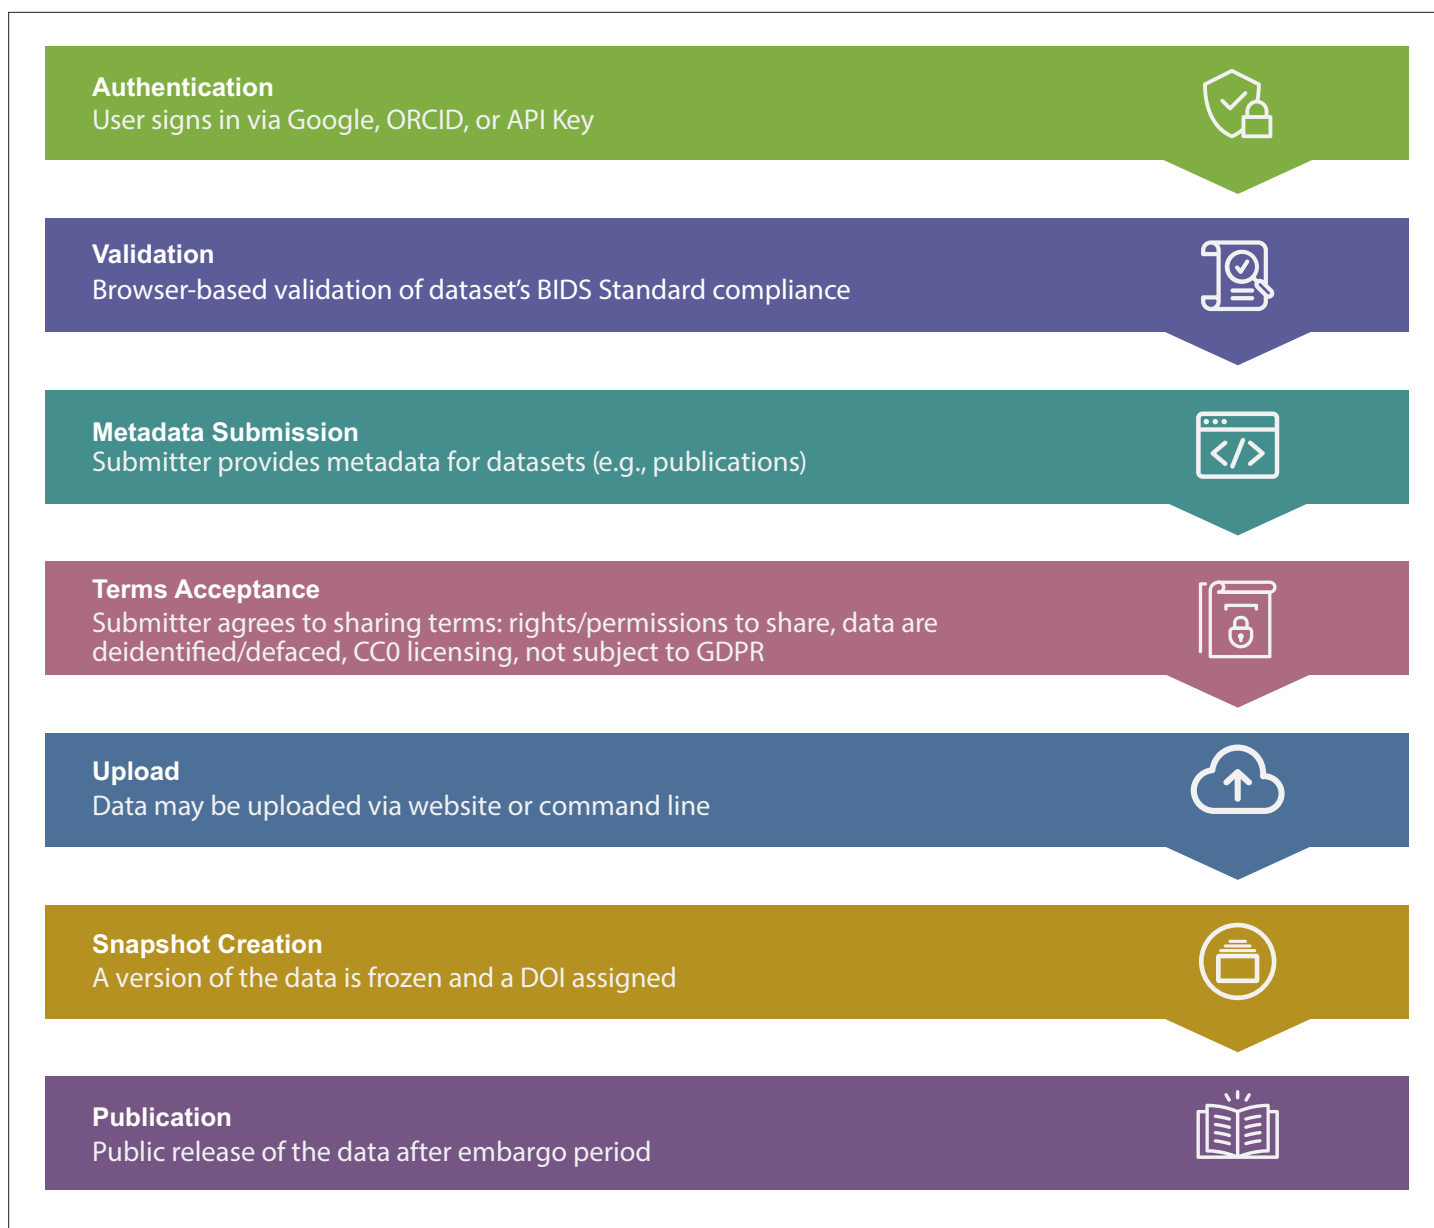 Authentication
User signs in via Google, ORCID, or API Key
Validation
Browser-based validation of dataset’s BIDS Standard compliance
Metadata Submission
Submitter provides metadata for datasets (e.g., publications)
Terms Acceptance
Submitter agrees to sharing terms: rights/permissions to share, data are
deidentified/defaced, CC0 licensing, not subject to GDPR
Upload
Data may be uploaded via website or command line
Snapshot Creation
A version of the data is frozen and a DOI assigned
Publication
Public release of the data after embargo period